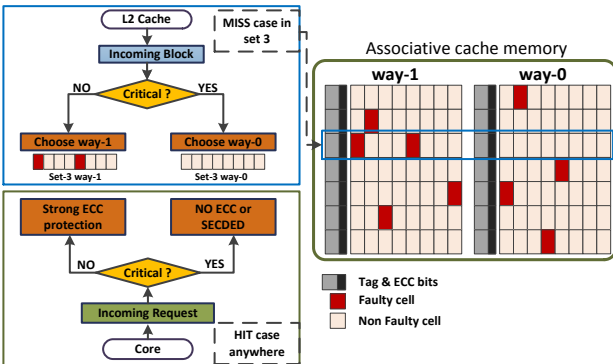 L2 Cache
MISS case in
set 3
Incoming Block
NO
YES
Critical ?
Choose way-1
Choose way-0
Set-3 way-1
Set-3 way-0
Strong ECC
protection
NO ECC or
SECDED
NO
YES
Critical ?
Incoming Request
Core
HIT case
anywhere
Associative cache memory
way-1
way-0
Tag & ECC bits
Faulty cell
Non Faulty cell